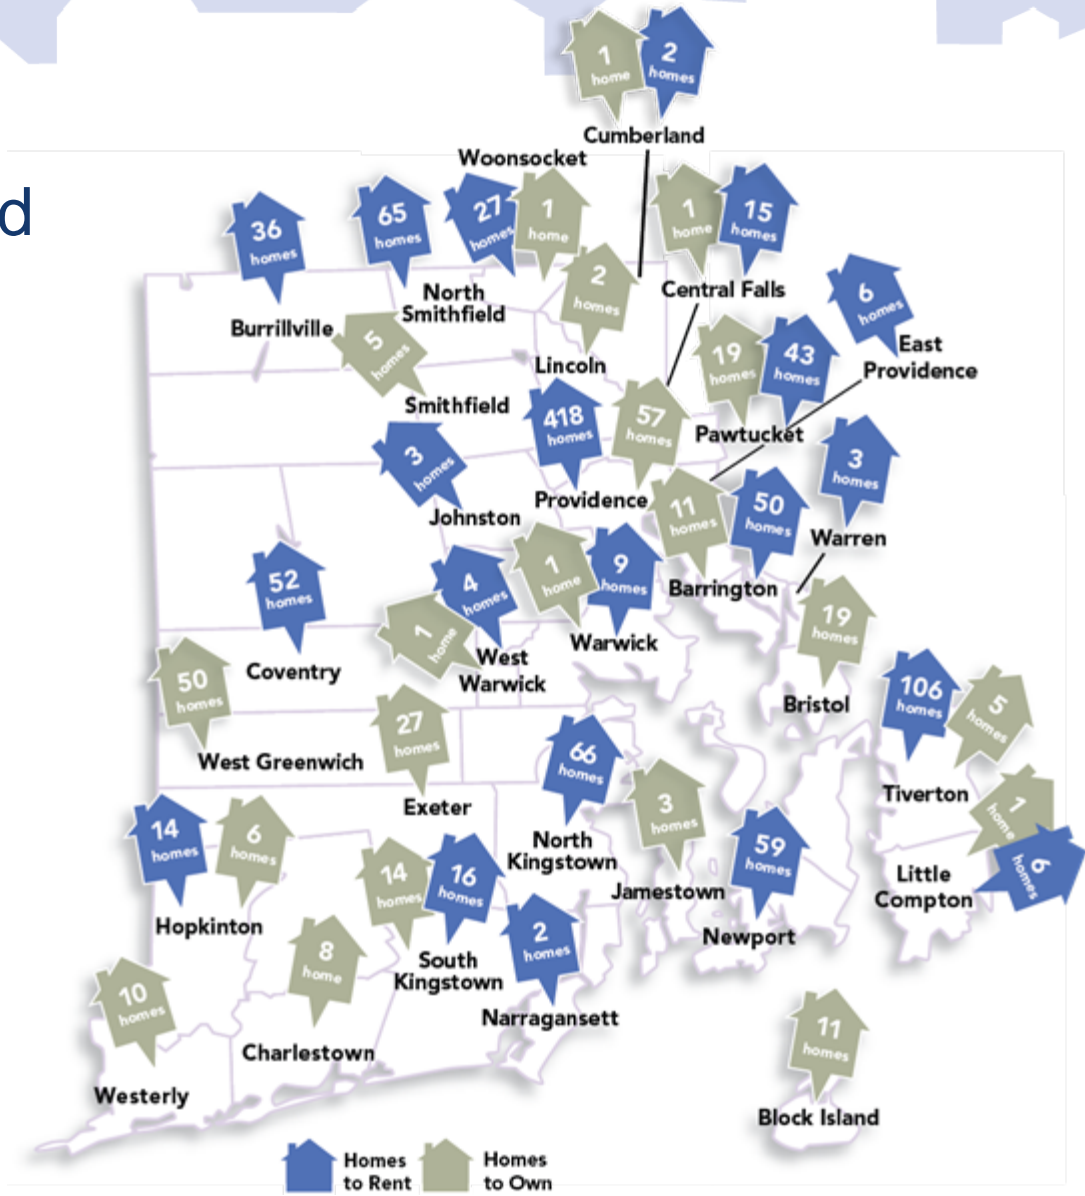 1
home
2
homes
Cumberland
Woonsocket
d
36
homes
65
homes
27
homes
1
home
1
home
15
homes
2
homes
Central Falls
6
homes
North
Smithfield
Burrillville
5
homes
Lincoln
19
homes
43
homes
East
Providence
Smithfield
418
homes
57
homes
Pawtucket
3
homes
3
homes
Providence
11
homes
50
homes
Johnston
Warren
52
homes
4
homes
1
home
9
homes
Barrington
19
homes
1
home
Warwick
Coventry
West
Warwick
50
homes
Bristol
106
homes
5
homes
27
homes
West Greenwich
66
homes
Exeter
3
homes
Tiverton
1
home
14
homes
6
homes
North
Kingstown
59
homes
6
homes
14
homes
16
homes
Jamestown
Little
Compton
Hopkinton
2
homes
Newport
8
home
South
Kingstown
10
homes
Narragansett
11
homes
Charlestown
Westerly
Block Island
Homes
to Rent
Homes
to Own